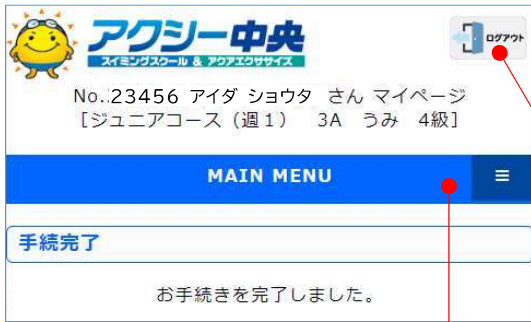 アクシー中央
スイミングスクール & アクアエクササイズ
ログアウト
No.:23456 アイダ ショウタ さん マイページ
[ジュニアコース（週１） 3A うみ 4級]
MAIN MENU
手続完了
お手続きを完了しました。